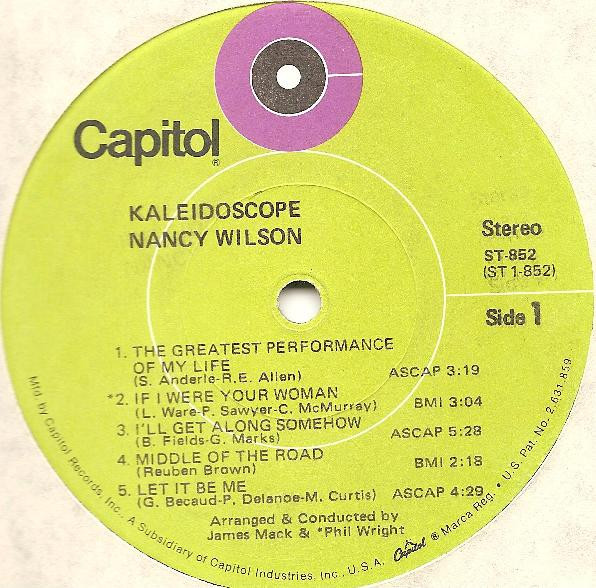 Capitol®
KALEIDOSCOPE
NANCY WILSON
Stereo
ST-852
(ST 1-852)
Side 1
1. THE GREATEST PERFORMANCE
OF MY LIFE
(S. Anderle-R.E. Allen) ASCAP 3:19
*2. IF I WERE YOUR WOMAN
(L. Ware-P. Sawyer-C. McMurray) BMI 3:04
3. I'LL GET ALONG SOMEHOW
(B. Fields-G. Marks) ASCAP 5:28
4. MIDDLE OF THE ROAD
(Reuben Brown) BMI 2:18
5. LET IT BE ME
(G. Becaud-P. Delanoe-M. Curtis) ASCAP 4:29
Arranged & Conducted by
James Mack & *Phil Wright
Mfd. by Capitol Records, Inc., A Subsidiary of Capitol Industries, Inc., U.S.A. Capitol ® Marca Reg. • U.S. Pat. No. 2,631,859